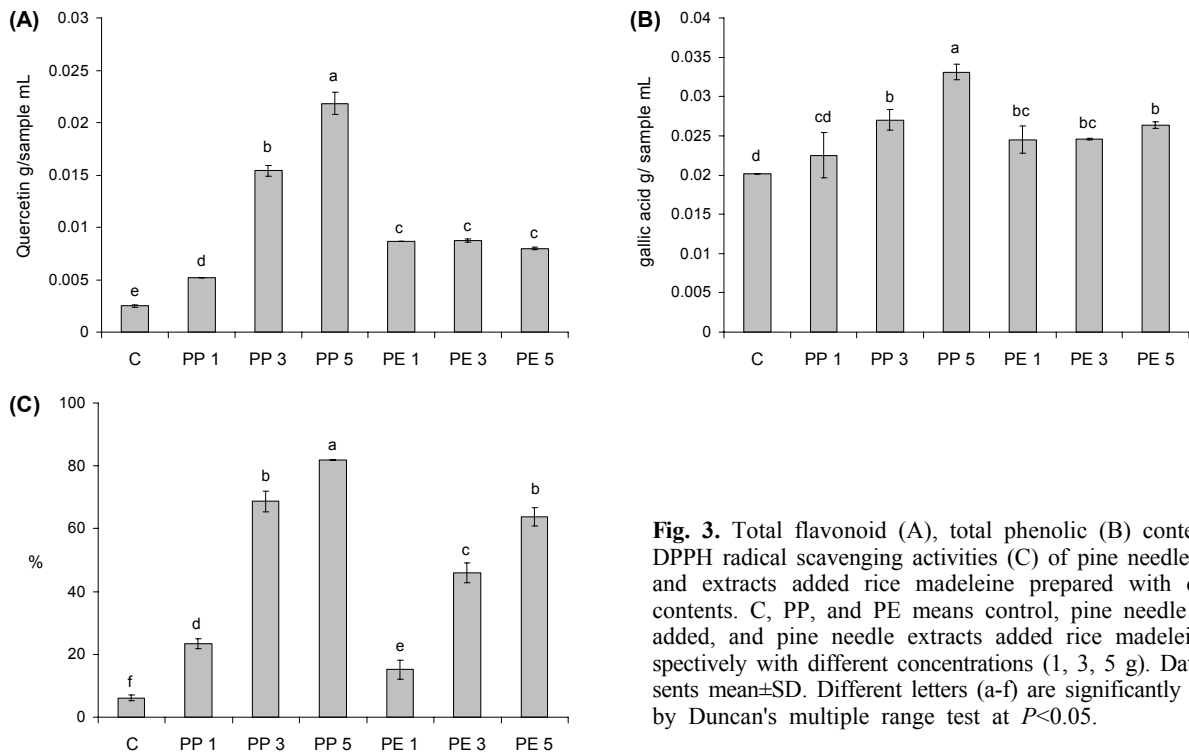 (A)
0.03
0.025
0.02
0.015
0.01
0.005
0
Quercetin g/sample mL
e
d
b
a
c
c
c
C PP 1 PP 3 PP 5 PE 1 PE 3 PE 5
(B)
0.04
0.035
0.03
0.025
0.02
0.015
0.01
0.005
0
gallic acid g/ sample mL
d
cd
b
a
bc
bc
b
C PP 1 PP 3 PP 5 PE 1 PE 3 PE 5
(C)
100
80
60
40
20
0
%
f
d
b
a
e
c
b
C PP 1 PP 3 PP 5 PE 1 PE 3 PE 5
Fig. 3. Total flavonoid (A), total phenolic (B) conte
DPPH radical scavenging activities (C) of pine needle
and extracts added rice madeleine prepared with
contents. C, PP, and PE means control, pine needle
added, and pine needle extracts added rice madelei
spectively with different concentrations (1, 3, 5 g). Dat
sents mean±SD. Different letters (a-f) are significantly
by Duncan's multiple range test at P<0.05.